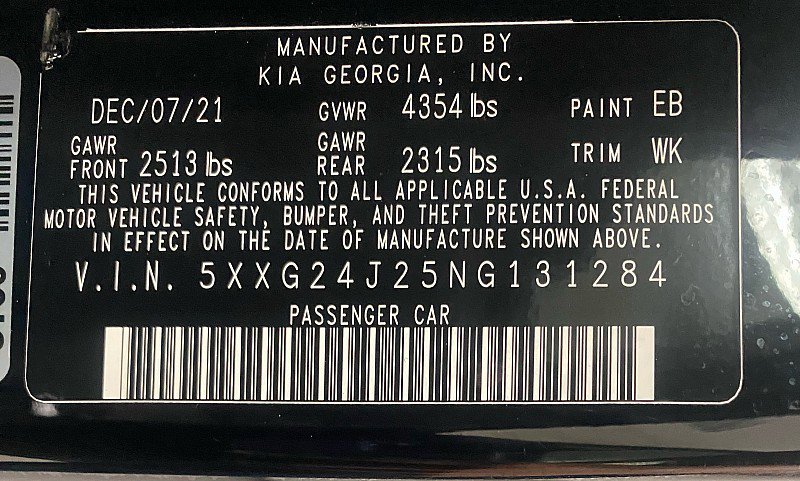 MANUFACTURED BY
KIA GEORGIA, INC.
DEC/07/21 GVWR 4354 lbs PAINT EB
GAWR FRONT 2513 lbs GAWR REAR 2315 lbs TRIM WK
THIS VEHICLE CONFORMS TO ALL APPLICABLE U.S.A. FEDERAL
MOTOR VEHICLE SAFETY, BUMPER, AND THEFT PREVENTION STANDARDS
IN EFFECT ON THE DATE OF MANUFACTURE SHOWN ABOVE.
V.I.N. 5XXG24J25NG131284
PASSENGER CAR